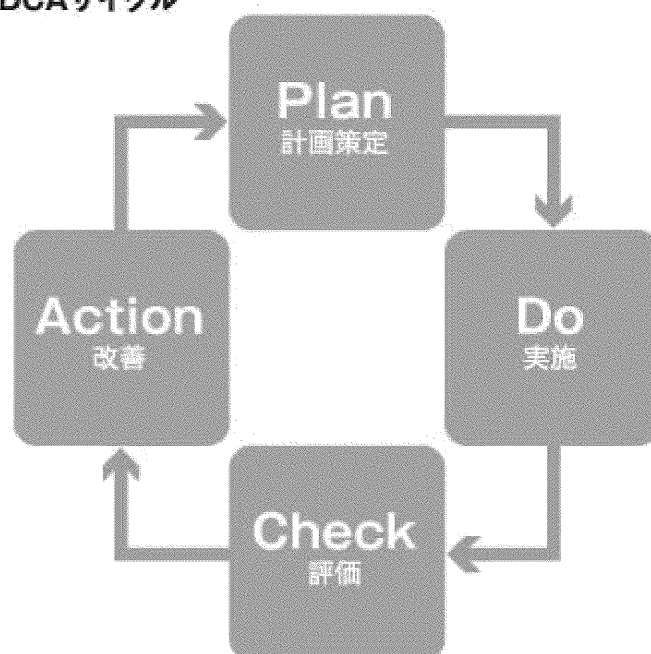 DCAサイクル
Plan
計画策定
Do
実施
Check
評価
Action
改善